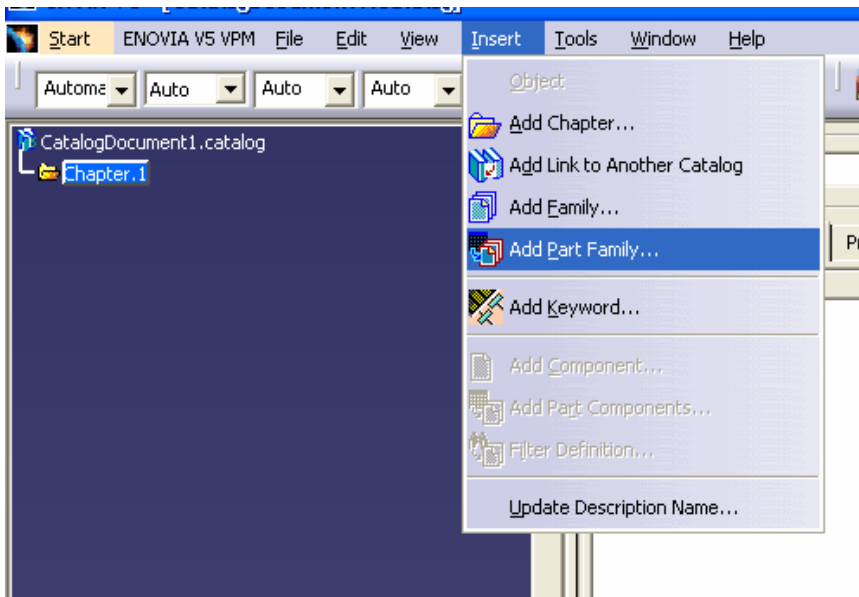 Start ENOVIA V5 VPM File Edit View Insert Tools Window Help
Automa Auto Auto Auto
Object
CatalogDocument1.catalog
Chapter.1
Add Chapter...
Add Link to Another Catalog
Add Family...
Add Part Family...
Add Keyword...
Add Component...
Add Part Components...
Filter Definition...
Update Description Name...